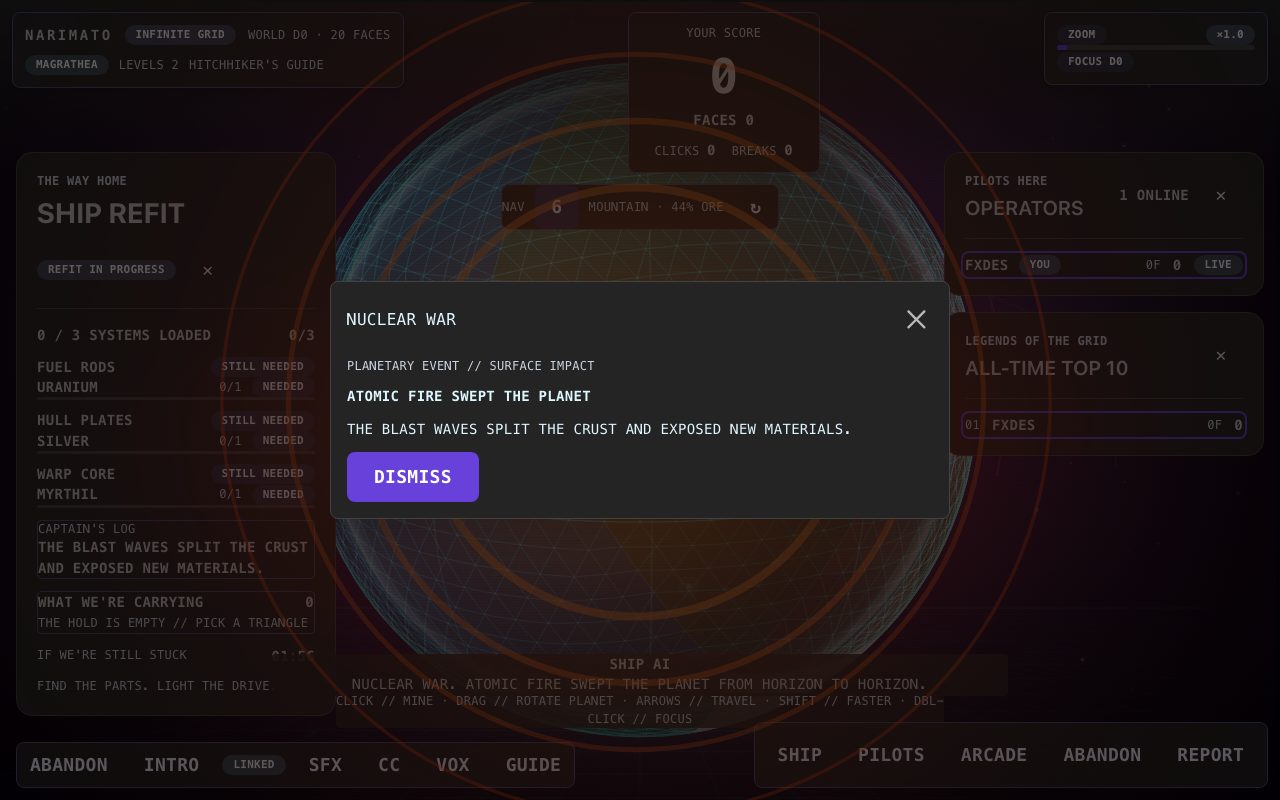 NARIMATO INFINITE GRID WORLD D0 · 20 FACES
MAGRATHEA LEVELS 2 HITCHHIKER'S GUIDE
YOUR SCORE
0
FACES 0
CLICKS 0 BREAKS 0
ZOOM ×1.0
FOCUS D0
NAV 6 MOUNTAIN · 44% ORE ↻
THE WAY HOME
SHIP REFIT
REFIT IN PROGRESS ×
0 / 3 SYSTEMS LOADED 0/3
FUEL RODS STILL NEEDED
URANIUM 0/1 NEEDED
HULL PLATES STILL NEEDED
SILVER 0/1 NEEDED
WARP CORE STILL NEEDED
MYRTHIL 0/1 NEEDED
CAPTAIN'S LOG
THE BLAST WAVES SPLIT THE CRUST
AND EXPOSED NEW MATERIALS.
WHAT WE'RE CARRYING 0
THE HOLD IS EMPTY // PICK A TRIANGLE
IF WE'RE STILL STUCK
FIND THE PARTS. LIGHT THE DRIVE.
NUCLEAR WAR
PLANETARY EVENT // SURFACE IMPACT
ATOMIC FIRE SWEPT THE PLANET
THE BLAST WAVES SPLIT THE CRUST AND EXPOSED NEW MATERIALS.
DISMISS
PILOTS HERE
OPERATORS 1 ONLINE ×
FXDES YOU 0F 0 LIVE
LEGENDS OF THE GRID
ALL-TIME TOP 10 ×
01 FXDES 0F 0
SHIP AI
NUCLEAR WAR. ATOMIC FIRE SWEPT THE PLANET FROM HORIZON TO HORIZON.
CLICK // MINE · DRAG // ROTATE PLANET · ARROWS // TRAVEL · SHIFT // FASTER · DBL-
CLICK // FOCUS
ABANDON INTRO LINKED SFX CC VOX GUIDE
SHIP PILOTS ARCADE ABANDON REPORT